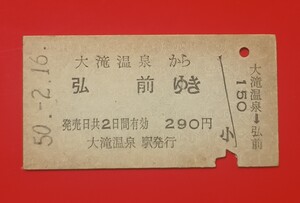 50.-2.16.
大滝温泉 から
弘前 ゆき
発売日共2日間有効 290円
大滝温泉 駅発行
大滝温泉→弘前
150